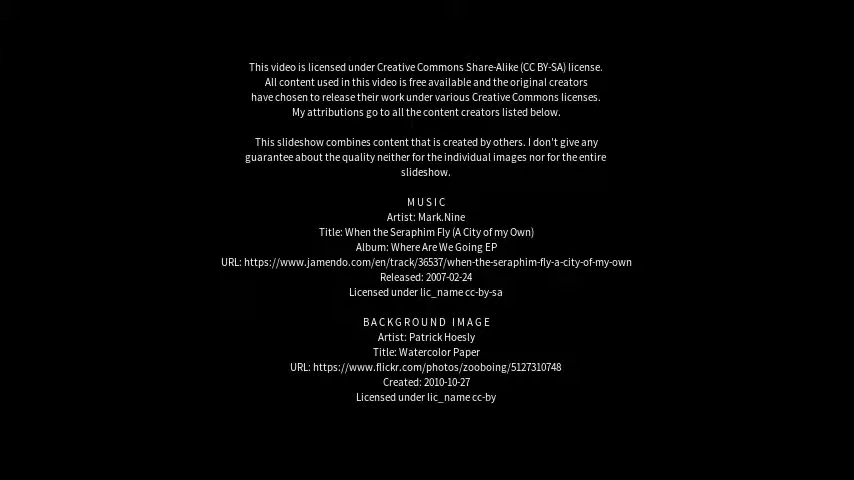 This video is licensed under Creative Commons Share-Alike (CC BY-SA) license.
All content used in this video is free available and the original creators
have chosen to release their work under various Creative Commons licenses.
My attributions go to all the content creators listed below.
This slideshow combines content that is created by others. I don't give any
guarantee about the quality neither for the individual images nor for the entire
slideshow.
MUSIC
Artist: Mark.Nine
Title: When the Seraphim Fly (A City of my Own)
Album: Where Are We Going EP
URL: https://www.jamendo.com/en/track/36537/when-the-seraphim-fly-a-city-of-my-own
Released: 2007-02-24
Licensed under lic_name cc-by-sa
BACKGROUND IMAGE
Artist: Patrick Hoesly
Title: Watercolor Paper
URL: https://www.flickr.com/photos/zooboing/5127310748
Created: 2010-10-27
Licensed under lic_name cc-by